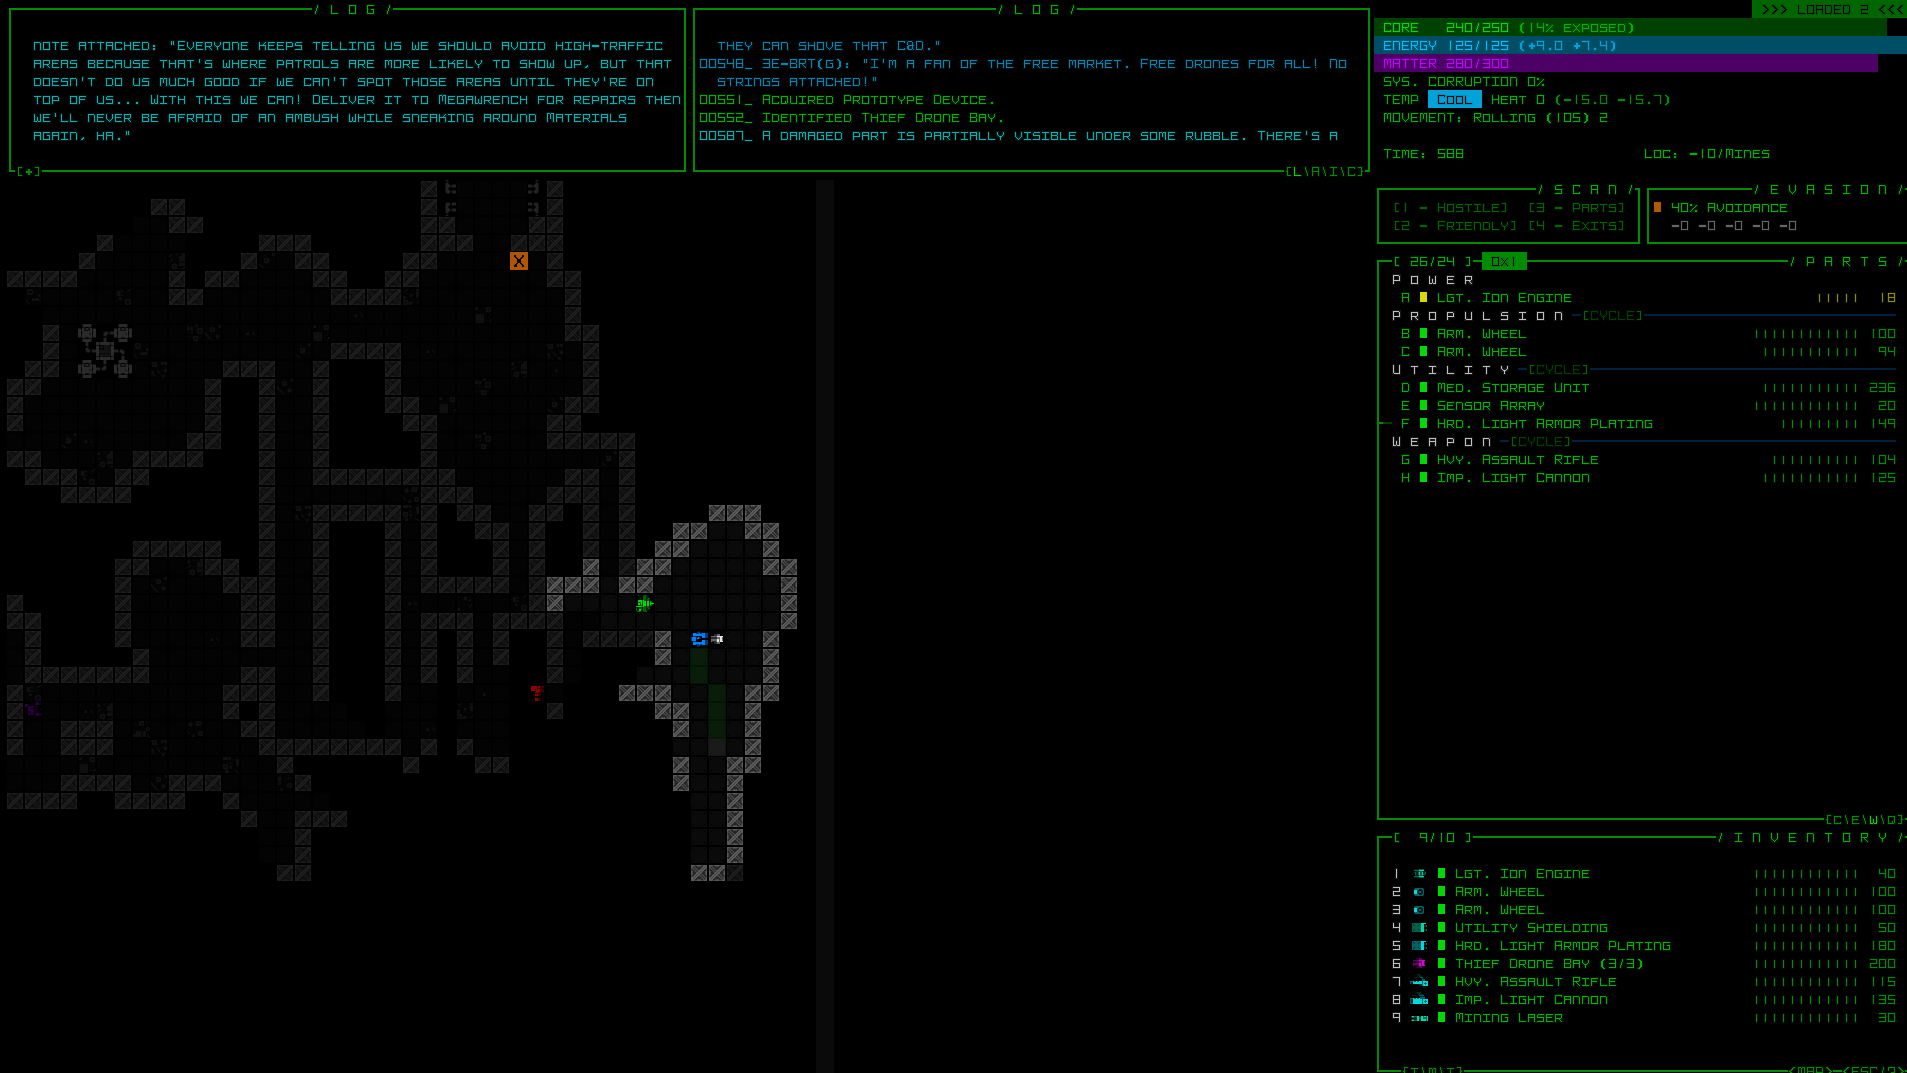 / L O G /
NOTE ATTACHED: "EVERYONE KEEPS TELLING US WE SHOULD AVOID HIGH-TRAFFIC
AREAS BECAUSE THAT'S WHERE PATROLS ARE MORE LIKELY TO SHOW UP, BUT THAT
DOESN'T DO US MUCH GOOD IF WE CAN'T SPOT THOSE AREAS UNTIL THEY'RE ON
TOP OF US... WITH THIS WE CAN! DELIVER IT TO MEGAWRENCH FOR REPAIRS THEN
WE'LL NEVER BE AFRAID OF AN AMBUSH WHILE SNEAKING AROUND MATERIALS
AGAIN, HA."
[+]
/ L O G /
THEY CAN SHOVE THAT C&D."
00548_ 3E-BRT(G): "I'M A FAN OF THE FREE MARKET. FREE DRONES FOR ALL! NO
STRINGS ATTACHED!"
00551_ ACQUIRED PROTOTYPE DEVICE.
00552_ IDENTIFIED THIEF DRONE BAY.
00587_ A DAMAGED PART IS PARTIALLY VISIBLE UNDER SOME RUBBLE. THERE'S A
[L\A\I\C]
>>> LOADED 2 <<<
CORE 240/250 (14% EXPOSED)
ENERGY 125/125 (+9.0 +7.4)
MATTER 280/300
SYS. CORRUPTION 0%
TEMP COOL HEAT 0 (-15.0 -15.7)
MOVEMENT: ROLLING (105) 2
TIME: 588 LOC: -10/MINES
/ S C A N /
[1 - HOSTILE] [3 - PARTS]
[2 - FRIENDLY] [4 - EXITS]
/ E V A S I O N /
40% AVOIDANCE
-0 -0 -0 -0 -0
[ 26/24 ] 0x1 / P A R T S /
P O W E R
A LGT. ION ENGINE 18
P R O P U L S I O N [CYCLE]
B ARM. WHEEL 100
C ARM. WHEEL 94
U T I L I T Y [CYCLE]
D MED. STORAGE UNIT 236
E SENSOR ARRAY 20
F HRD. LIGHT ARMOR PLATING 149
W E A P O N [CYCLE]
G HVY. ASSAULT RIFLE 104
H IMP. LIGHT CANNON 125
[C\E\W\Q]
[ 9/10 ] / I N V E N T O R Y /
1 LGT. ION ENGINE 40
2 ARM. WHEEL 100
3 ARM. WHEEL 100
4 UTILITY SHIELDING 50
5 HRD. LIGHT ARMOR PLATING 180
6 THIEF DRONE BAY (3/3) 200
7 HVY. ASSAULT RIFLE 115
8 IMP. LIGHT CANNON 135
9 MINING LASER 30
X